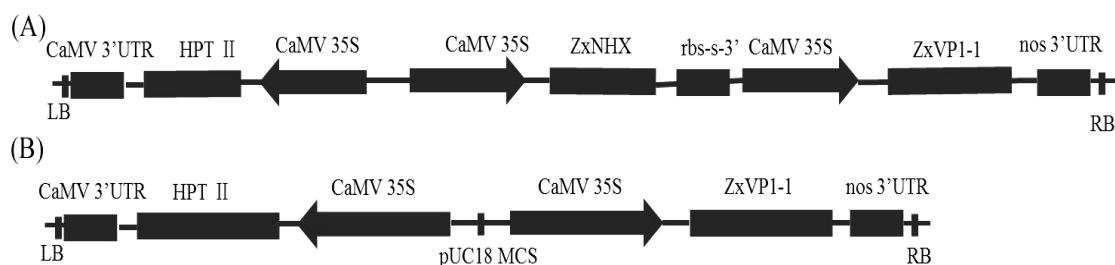 (A)
CaMV 3’UTR HPT Ⅱ CaMV 35S CaMV 35S ZxNHX rbs-s-3’ CaMV 35S ZxVP1-1 nos 3’UTR
LB RB
(B)
CaMV 3’UTR HPT Ⅱ CaMV 35S CaMV 35S ZxVP1-1 nos 3’UTR
LB pUC18 MCS RB